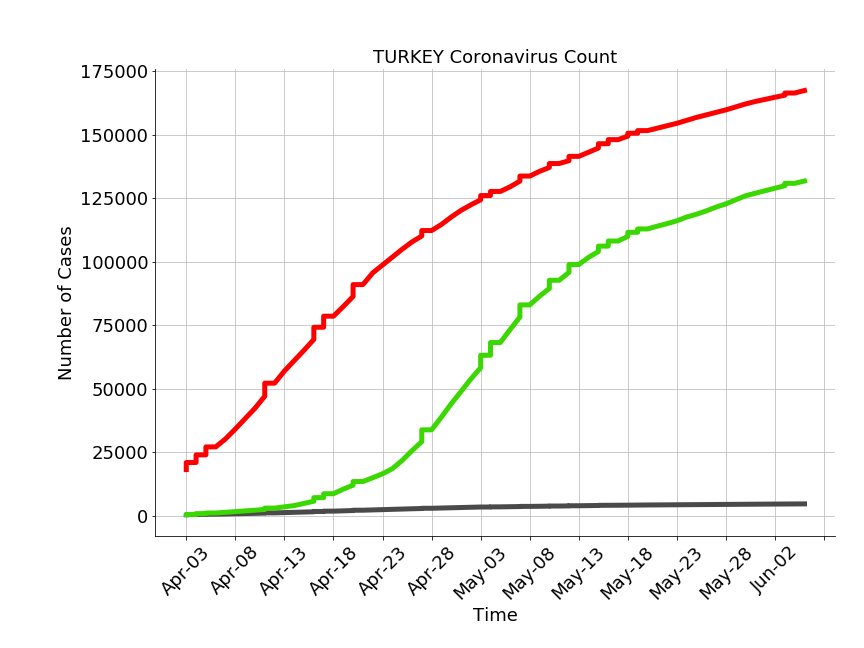 TURKEY Coronavirus Count
175000
150000
125000
100000
75000
50000
25000
0
Number of Cases
Apr-03
Apr-08
Apr-13
Apr-18
Apr-23
Apr-28
May-03
May-08
May-13
May-18
May-23
May-28
Jun-02
Time